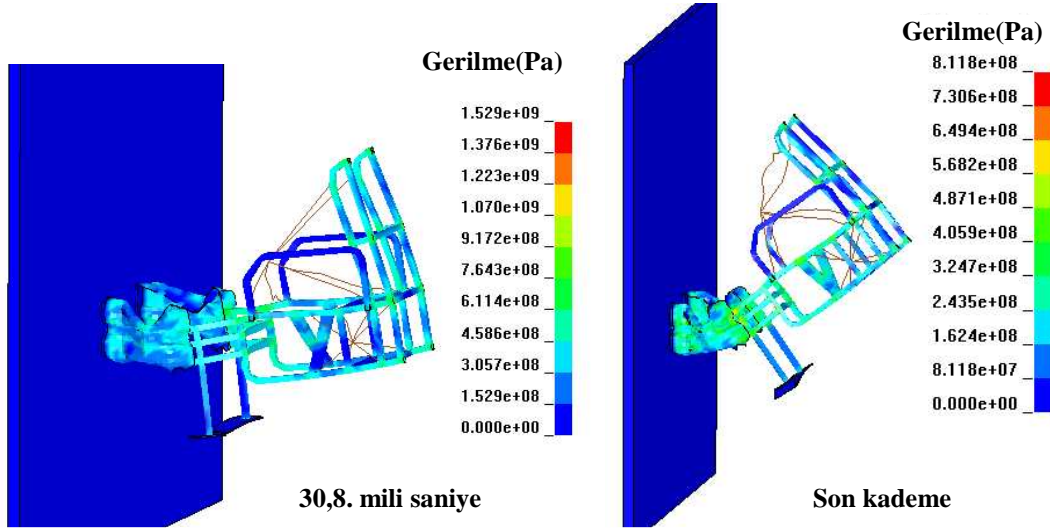 Gerilme(Pa)
1.529e+09
1.376e+09
1.223e+09
1.070e+09
9.172e+08
7.643e+08
6.114e+08
4.586e+08
3.057e+08
1.529e+08
0.000e+00
30,8. mili saniye
Gerilme(Pa)
8.118e+08
7.306e+08
6.494e+08
5.682e+08
4.871e+08
4.059e+08
3.247e+08
2.435e+08
1.624e+08
8.118e+07
0.000e+00
Son kademe